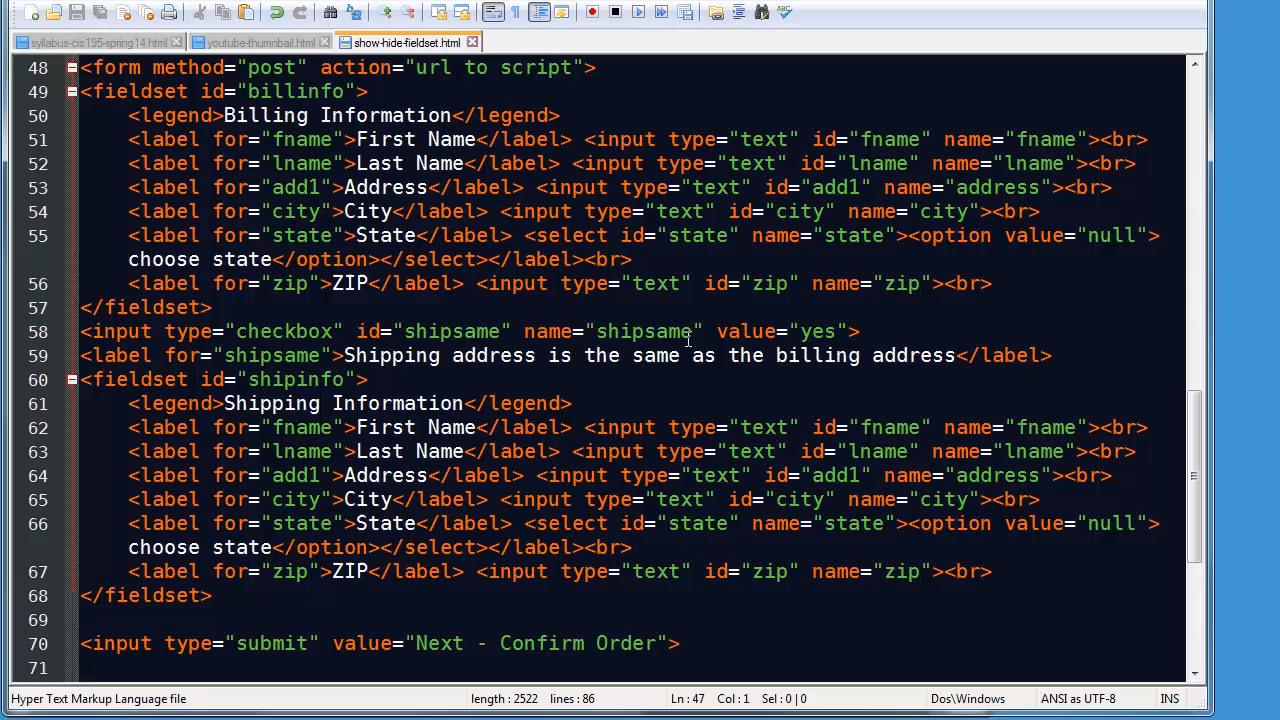 syllabus-cis195-spring14.html youtube-thumnbail.html show-hide-fieldset.html
48 <form method="post" action="url to script">
49 <fieldset id="billinfo">
50 <legend>Billing Information</legend>
51 <label for="fname">First Name</label> <input type="text" id="fname" name="fname"><br>
52 <label for="lname">Last Name</label> <input type="text" id="lname" name="lname"><br>
53 <label for="add1">Address</label> <input type="text" id="add1" name="address"><br>
54 <label for="city">City</label> <input type="text" id="city" name="city"><br>
55 <label for="state">State</label> <select id="state" name="state"><option value="null">
choose state</option></select></label><br>
56 <label for="zip">ZIP</label> <input type="text" id="zip" name="zip"><br>
57 </fieldset>
58 <input type="checkbox" id="shipsame" name="shipsame" value="yes">
59 <label for="shipsame">Shipping address is the same as the billing address</label>
60 <fieldset id="shipinfo">
61 <legend>Shipping Information</legend>
62 <label for="fname">First Name</label> <input type="text" id="fname" name="fname"><br>
63 <label for="lname">Last Name</label> <input type="text" id="lname" name="lname"><br>
64 <label for="add1">Address</label> <input type="text" id="add1" name="address"><br>
65 <label for="city">City</label> <input type="text" id="city" name="city"><br>
66 <label for="state">State</label> <select id="state" name="state"><option value="null">
choose state</option></select></label><br>
67 <label for="zip">ZIP</label> <input type="text" id="zip" name="zip"><br>
68 </fieldset>
69
70 <input type="submit" value="Next - Confirm Order">
71
Hyper Text Markup Language file length : 2522 lines : 86 Ln : 47 Col : 1 Sel : 0 | 0 Dos\Windows ANSI as UTF-8 INS